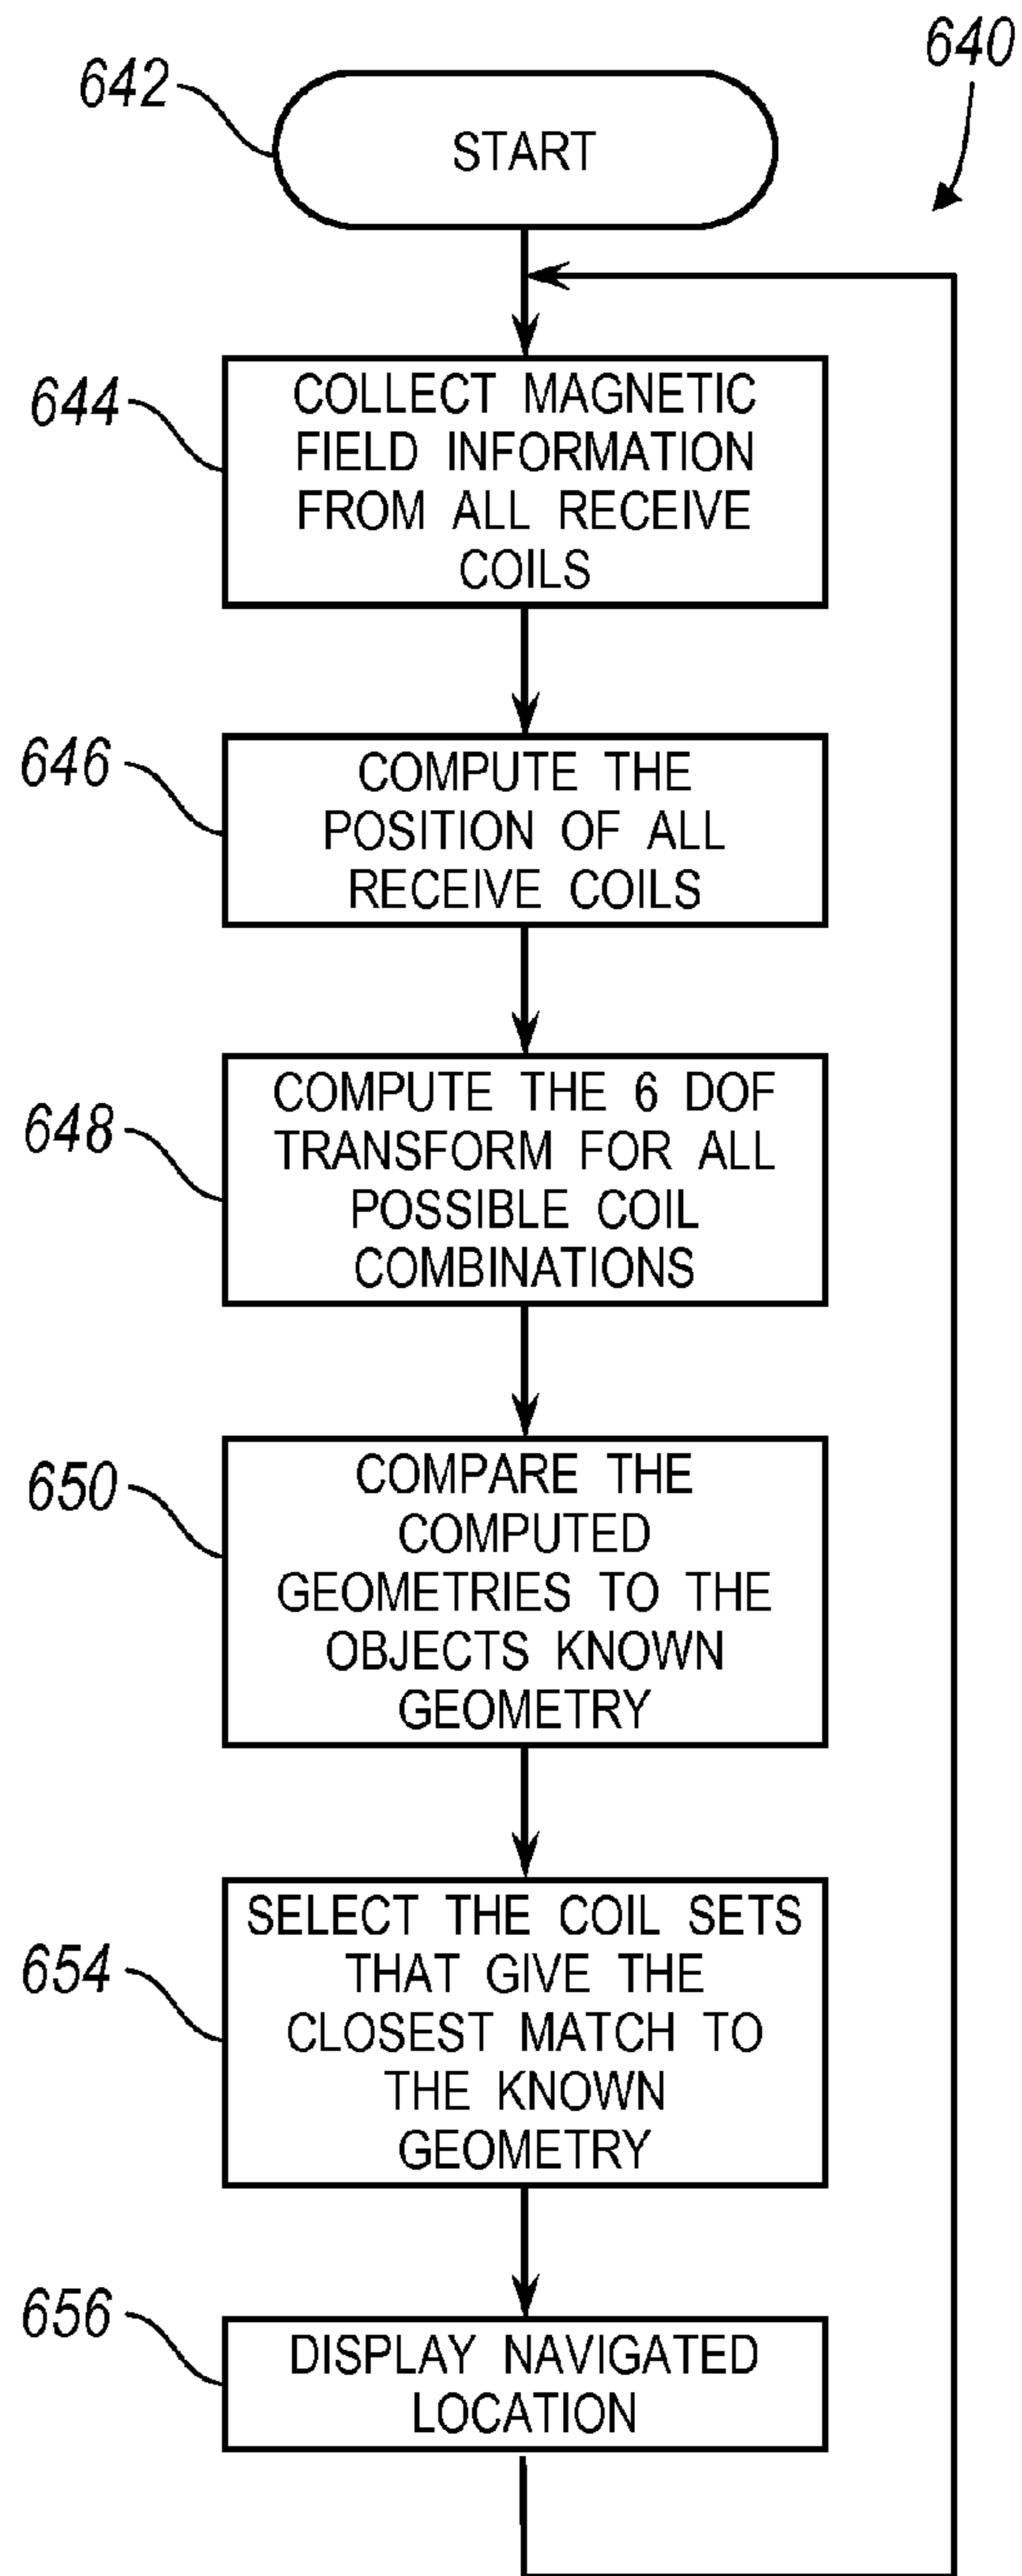 640
642
START
644
COLLECT MAGNETIC
FIELD INFORMATION
FROM ALL RECEIVE
COILS
646
COMPUTE THE
POSITION OF ALL
RECEIVE COILS
648
COMPUTE THE 6 DOF
TRANSFORM FOR ALL
POSSIBLE COIL
COMBINATIONS
650
COMPARE THE
COMPUTED
GEOMETRIES TO THE
OBJECTS KNOWN
GEOMETRY
654
SELECT THE COIL SETS
THAT GIVE THE
CLOSEST MATCH TO
THE KNOWN
GEOMETRY
656
DISPLAY NAVIGATED
LOCATION